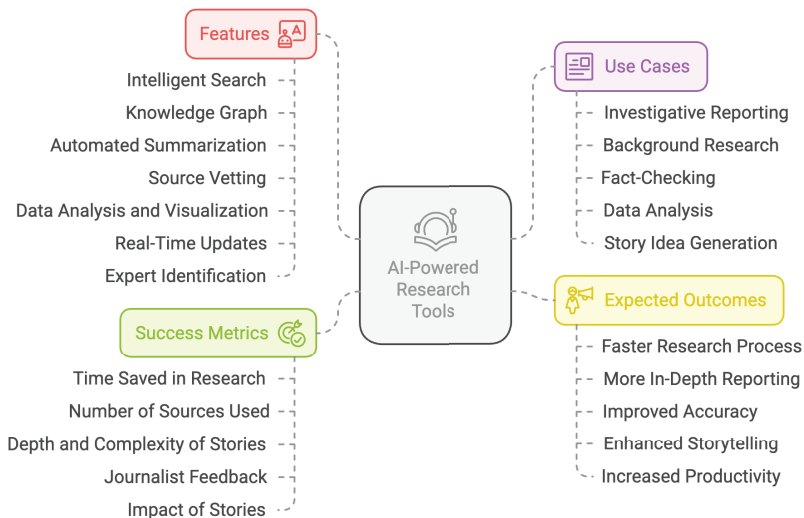 Features
Intelligent Search
Knowledge Graph
Automated Summarization
Source Vetting
Data Analysis and Visualization
Real-Time Updates
Expert Identification
Success Metrics
Time Saved in Research
Number of Sources Used
Depth and Complexity of Stories
Journalist Feedback
Impact of Stories
AI-Powered
Research
Tools
Use Cases
Investigative Reporting
Background Research
Fact-Checking
Data Analysis
Story Idea Generation
Expected Outcomes
Faster Research Process
More In-Depth Reporting
Improved Accuracy
Enhanced Storytelling
Increased Productivity